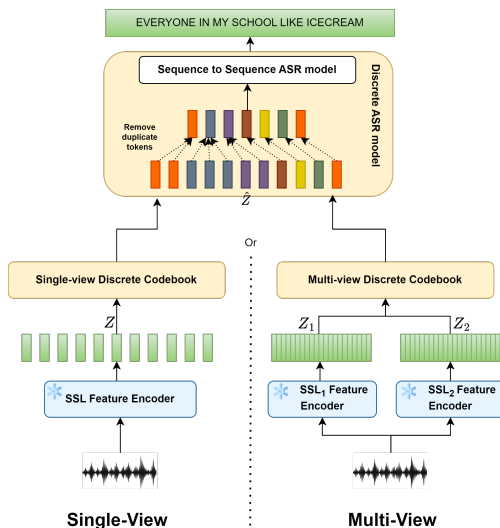 EVERYONE IN MY SCHOOL LIKE ICECREAM
Sequence to Sequence ASR model
Discrete ASR model
Remove
duplicate
tokens
Ẑ
Or
Single-view Discrete Codebook
Multi-view Discrete Codebook
Z
Z₁
Z₂
SSL Feature Encoder
SSL₁ Feature
Encoder
SSL₂ Feature
Encoder
Single-View
Multi-View